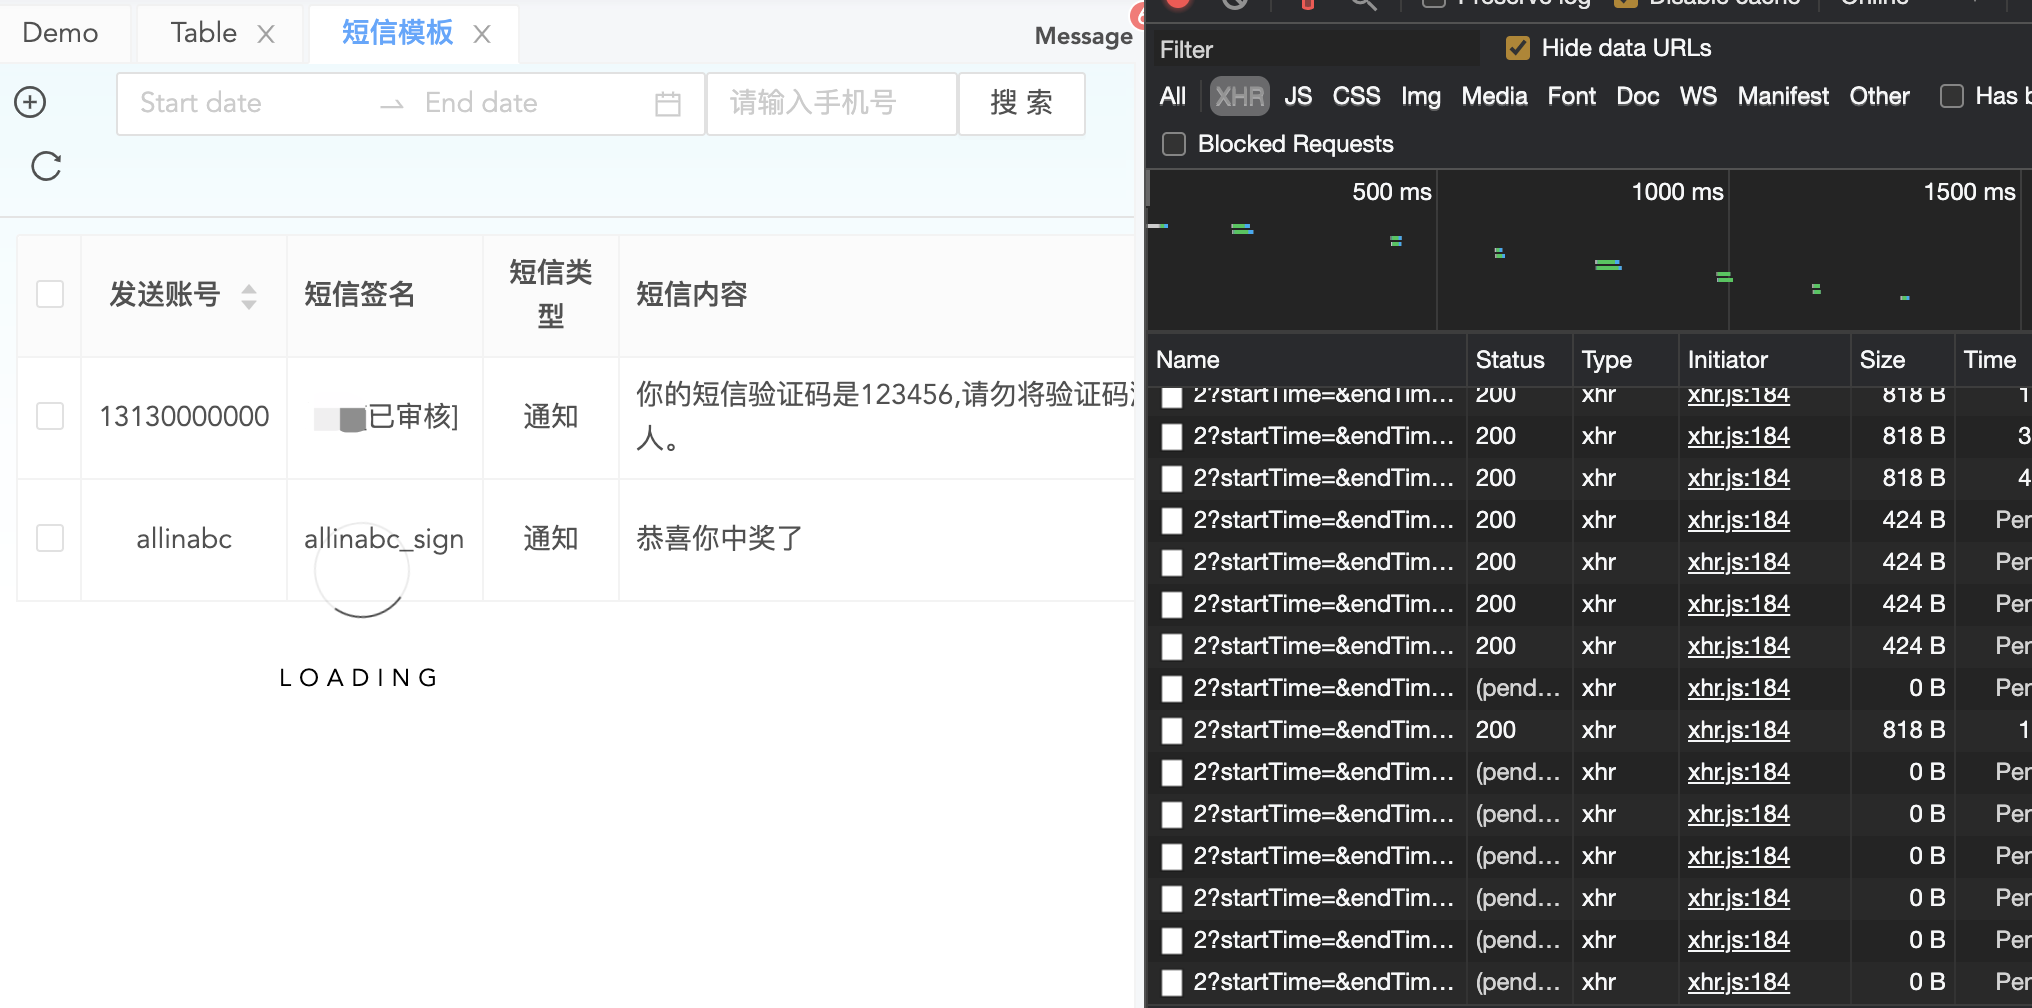 Demo
Table
短信模板
Message
Start date
End date
请输入手机号
搜 索
发送账号
短信签名
短信类型
短信内容
13130000000
已审核]
通知
你的短信验证码是123456,请勿将验证码
人。
allinabc
allinabc_sign
通知
恭喜你中奖了
LOADING
Preserve log
Disable cache
Online
Filter
Hide data URLs
All XHR JS CSS Img Media Font Doc WS Manifest Other Has b
Blocked Requests
500 ms
1000 ms
1500 ms
Name Status Type Initiator Size Time
2?startTime=&endTim... 200 xhr xhr.js:184 818 B 1
2?startTime=&endTim... 200 xhr xhr.js:184 818 B 3
2?startTime=&endTim... 200 xhr xhr.js:184 818 B 4
2?startTime=&endTim... 200 xhr xhr.js:184 424 B Per
2?startTime=&endTim... 200 xhr xhr.js:184 424 B Per
2?startTime=&endTim... 200 xhr xhr.js:184 424 B Per
2?startTime=&endTim... 200 xhr xhr.js:184 424 B Per
2?startTime=&endTim... (pend... xhr xhr.js:184 0 B Per
2?startTime=&endTim... 200 xhr xhr.js:184 818 B 1
2?startTime=&endTim... (pend... xhr xhr.js:184 0 B Per
2?startTime=&endTim... (pend... xhr xhr.js:184 0 B Per
2?startTime=&endTim... (pend... xhr xhr.js:184 0 B Per
2?startTime=&endTim... (pend... xhr xhr.js:184 0 B Per
2?startTime=&endTim... (pend... xhr xhr.js:184 0 B Per
2?startTime=&endTim... (pend... xhr xhr.js:184 0 B Per